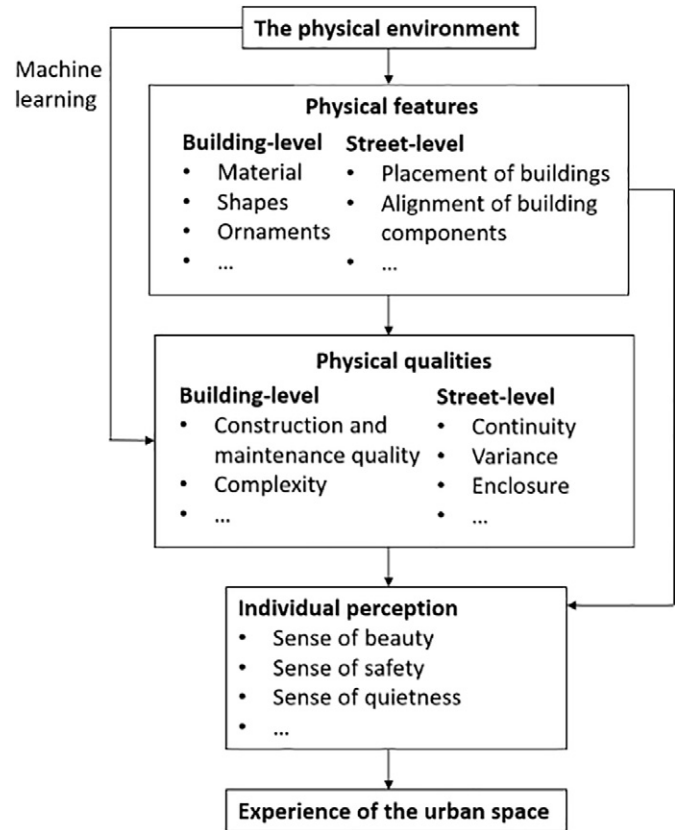 The physical environment
Machine
learning
Physical features
Building-level
• Material
• Shapes
• Ornaments
• ...
Street-level
• Placement of buildings
• Alignment of building
components
• ...
Physical qualities
Building-level
• Construction and
maintenance quality
• Complexity
• ...
Street-level
• Continuity
• Variance
• Enclosure
• ...
Individual perception
• Sense of beauty
• Sense of safety
• Sense of quietness
• ...
Experience of the urban space